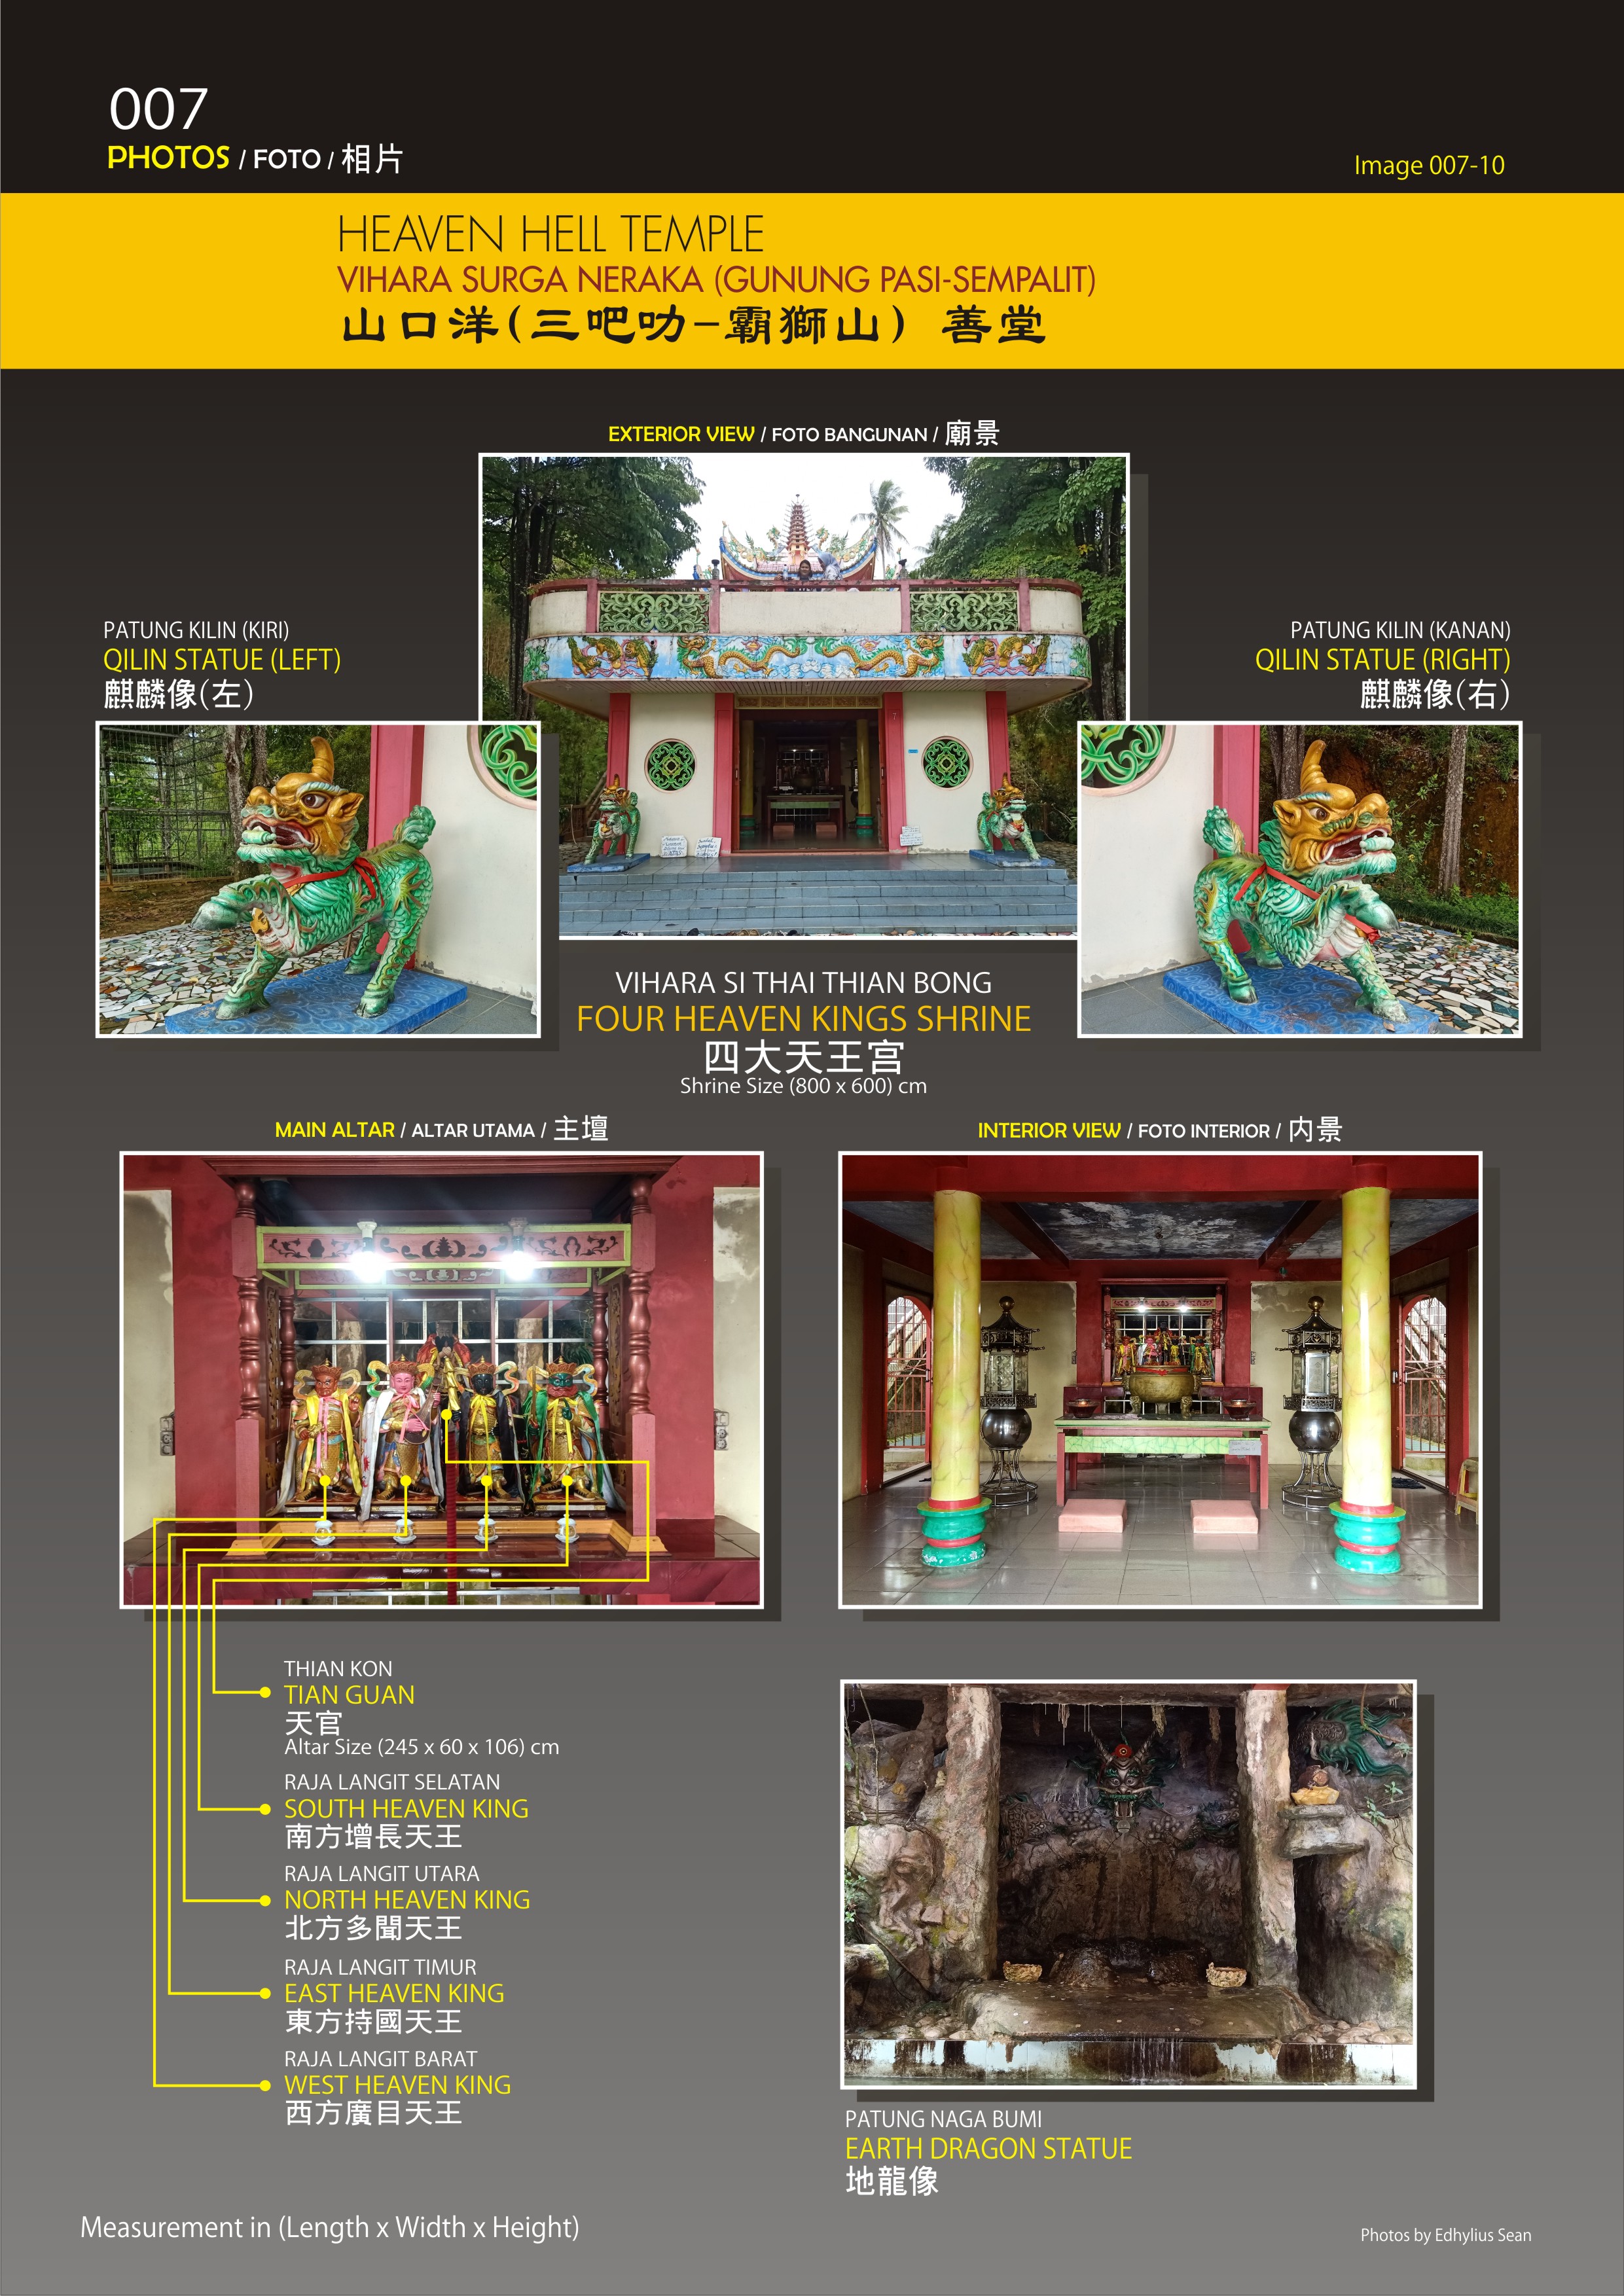 007
PHOTOS / FOTO / 相片
Image 007-10
HEAVEN HELL TEMPLE
VIHARA SURGA NERAKA (GUNUNG PASI-SEMPALIT)
山口洋(三吧叻-霸獅山) 善堂
EXTERIOR VIEW / FOTO BANGUNAN / 廟景
PATUNG KILIN (KIRI)
QILIN STATUE (LEFT)
麒麟像(左)
PATUNG KILIN (KANAN)
QILIN STATUE (RIGHT)
麒麟像(右)
VIHARA SI THAI THIAN BONG
FOUR HEAVEN KINGS SHRINE
四大天王宫
Shrine Size (800 x 600) cm
MAIN ALTAR / ALTAR UTAMA / 主壇
INTERIOR VIEW / FOTO INTERIOR / 内景
THIAN KON
TIAN GUAN
天官
Altar Size (245 x 60 x 106) cm
RAJA LANGIT SELATAN
SOUTH HEAVEN KING
南方增長天王
RAJA LANGIT UTARA
NORTH HEAVEN KING
北方多聞天王
RAJA LANGIT TIMUR
EAST HEAVEN KING
東方持國天王
RAJA LANGIT BARAT
WEST HEAVEN KING
西方廣目天王
PATUNG NAGA BUMI
EARTH DRAGON STATUE
地龍像
Measurement in (Length x Width x Height)
Photos by Edhylius Sean